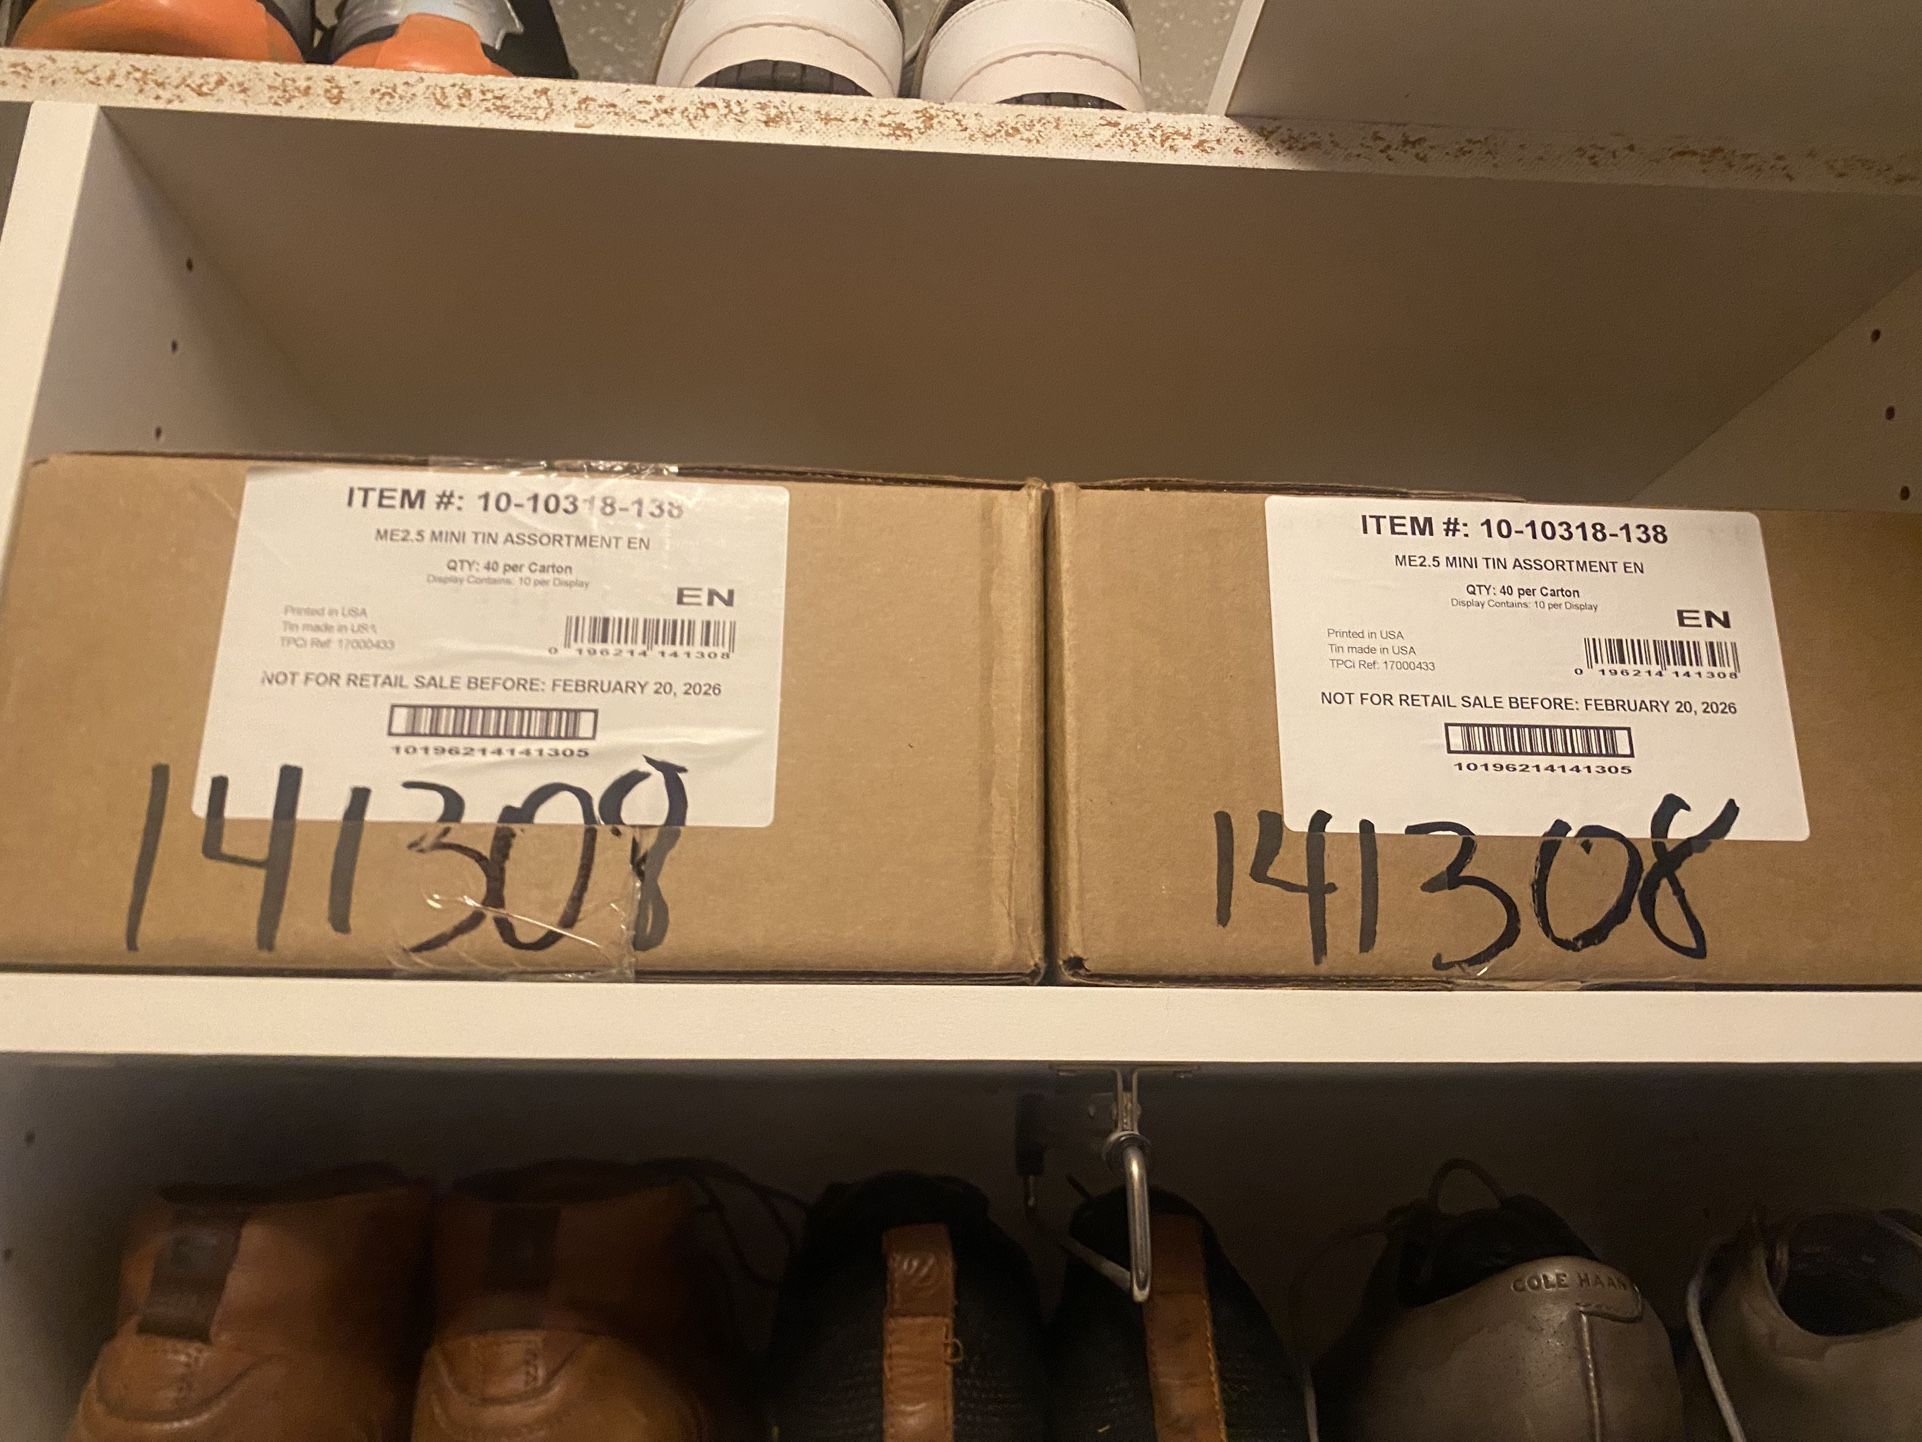 ITEM #: 10-10318-138
ME2.5 MINI TIN ASSORTMENT EN
QTY: 40 per Carton
Display Contains: 10 per Display
EN
Printed in USA
Tin made in USA
TPCi Ref: 17000433
0 196214 141308
NOT FOR RETAIL SALE BEFORE: FEBRUARY 20, 2026
10196214141305
141308
ITEM #: 10-10318-138
ME2.5 MINI TIN ASSORTMENT EN
QTY: 40 per Carton
Display Contains: 10 per Display
EN
Printed in USA
Tin made in USA
TPCi Ref: 17000433
0 196214 141308
NOT FOR RETAIL SALE BEFORE: FEBRUARY 20, 2026
10196214141305
141308
COLE HAAN